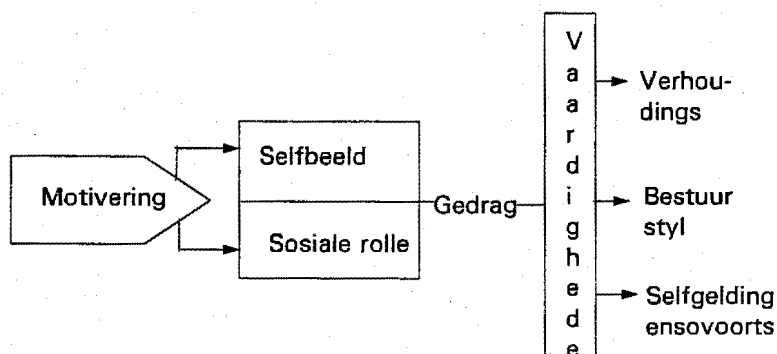 Motivering
Selfbeeld
Sosiale rolle
Gedrag
V
a
a
r
d
i
g
h
e
d
e
Verhou-
dings
Bestuur
styl
Selfgelding
ensovoorts